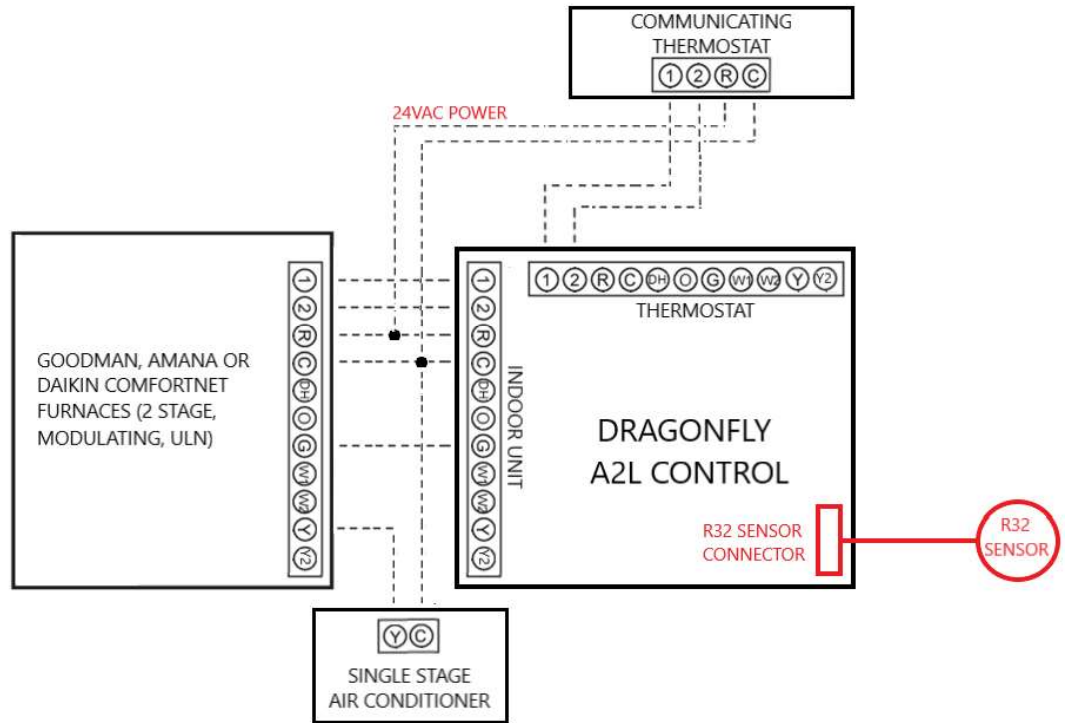 COMMUNICATING
THERMOSTAT
1 2 R C
24VAC POWER
1 2 R C DH O G W1 W2 Y Y2
THERMOSTAT
1
2
R
C
DH
O
G
W1
W2
Y
Y2
GOODMAN, AMANA OR
DAIKIN COMFORTNET
FURNACES (2 STAGE,
MODULATING, ULN)
1
2
R
C
DH
O
G
W1
W2
Y
Y2
INDOOR UNIT
DRAGONFLY
A2L CONTROL
R32 SENSOR
CONNECTOR
R32
SENSOR
Y C
SINGLE STAGE
AIR CONDITIONER